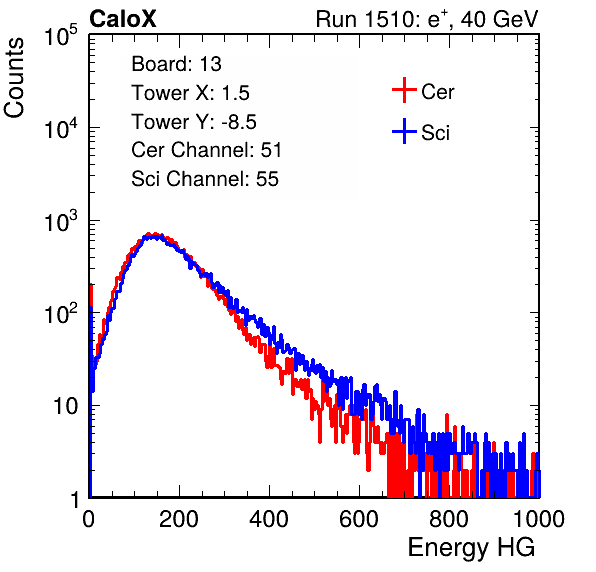 CaloX Run 1510: e⁺, 40 GeV
Counts
10⁵
10⁴
10³
10²
10
1
Board: 13
Tower X: 1.5
Tower Y: -8.5
Cer Channel: 51
Sci Channel: 55
Cer
Sci
0 200 400 600 800 1000
Energy HG